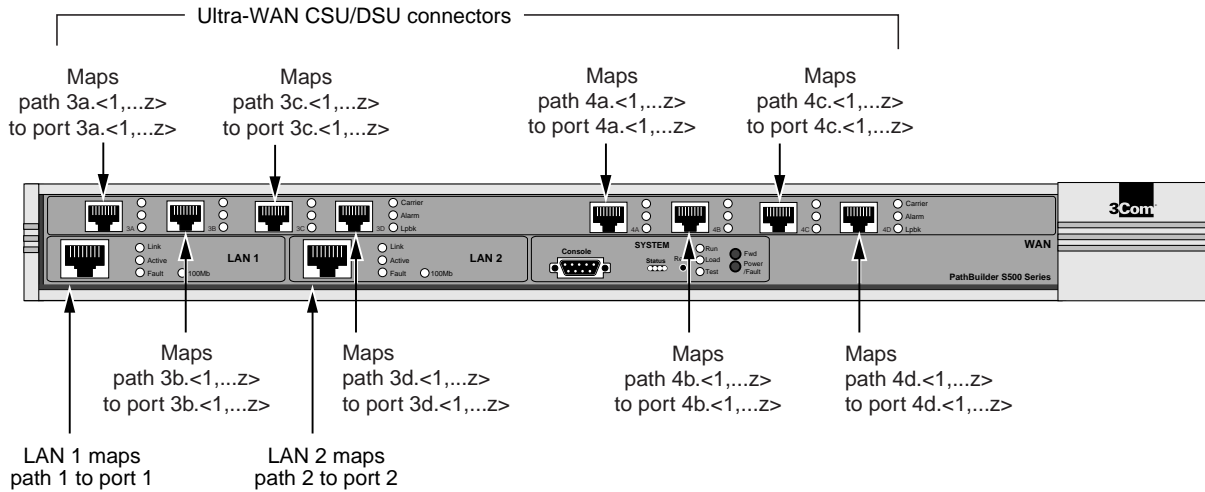 Ultra-WAN CSU/DSU connectors
Maps
path 3a.<1,...z>
to port 3a.<1,...z>
Maps
path 3c.<1,...z>
to port 3c.<1,...z>
Maps
path 4a.<1,...z>
to port 4a.<1,...z>
Maps
path 4c.<1,...z>
to port 4c.<1,...z>
3A
3B
3C
3D
Carrier
Alarm
Lpbk
4A
4B
4C
4D
Carrier
Alarm
Lpbk
3Com
Link
Active
Fault
100Mb
LAN 1
Link
Active
Fault
100Mb
LAN 2
Console
SYSTEM
Status
Run
Load
Test
Fwd
Power
/Fault
WAN
PathBuilder S500 Series
Maps
path 3b.<1,...z>
to port 3b.<1,...z>
Maps
path 3d.<1,...z>
to port 3d.<1,...z>
Maps
path 4b.<1,...z>
to port 4b.<1,...z>
Maps
path 4d.<1,...z>
to port 4d.<1,...z>
LAN 1 maps
path 1 to port 1
LAN 2 maps
path 2 to port 2